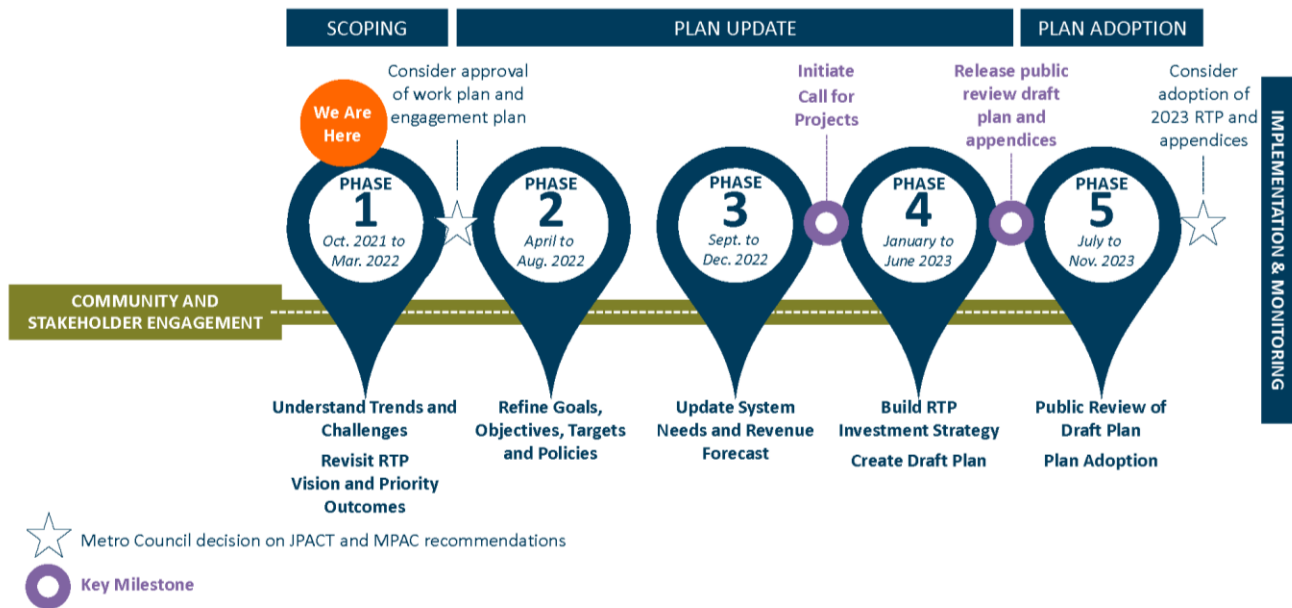 SCOPING
PLAN UPDATE
PLAN ADOPTION
Consider approval
of work plan and
engagement plan
Initiate
Call for
Projects
Release public
review draft
plan and
appendices
Consider
adoption of
2023 RTP and
appendices
We Are
Here
PHASE
1
Oct. 2021 to
Mar. 2022
PHASE
2
April to
Aug. 2022
PHASE
3
Sept. to
Dec. 2022
PHASE
4
January to
June 2023
PHASE
5
July to
Nov. 2023
IMPLEMENTATION & MONITORING
COMMUNITY AND
STAKEHOLDER ENGAGEMENT
Understand Trends and
Challenges
Revisit RTP
Vision and Priority
Outcomes
Refine Goals,
Objectives, Targets
and Policies
Update System
Needs and Revenue
Forecast
Build RTP
Investment Strategy
Create Draft Plan
Public Review of
Draft Plan
Plan Adoption
Metro Council decision on JPACT and MPAC recommendations
Key Milestone